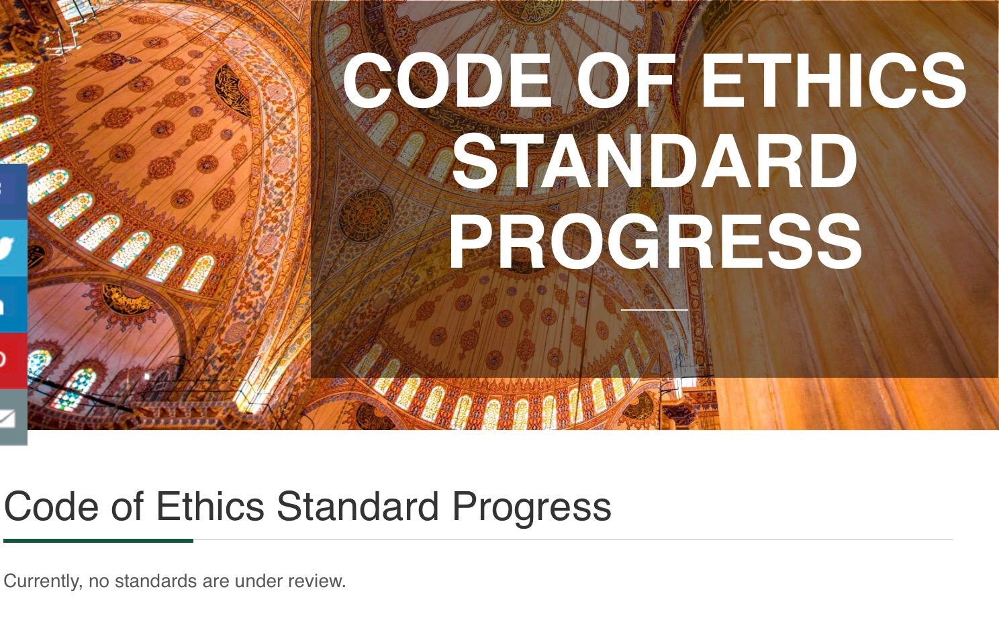 CODE OF ETHICS
STANDARD
PROGRESS
Code of Ethics Standard Progress
Currently, no standards are under review.